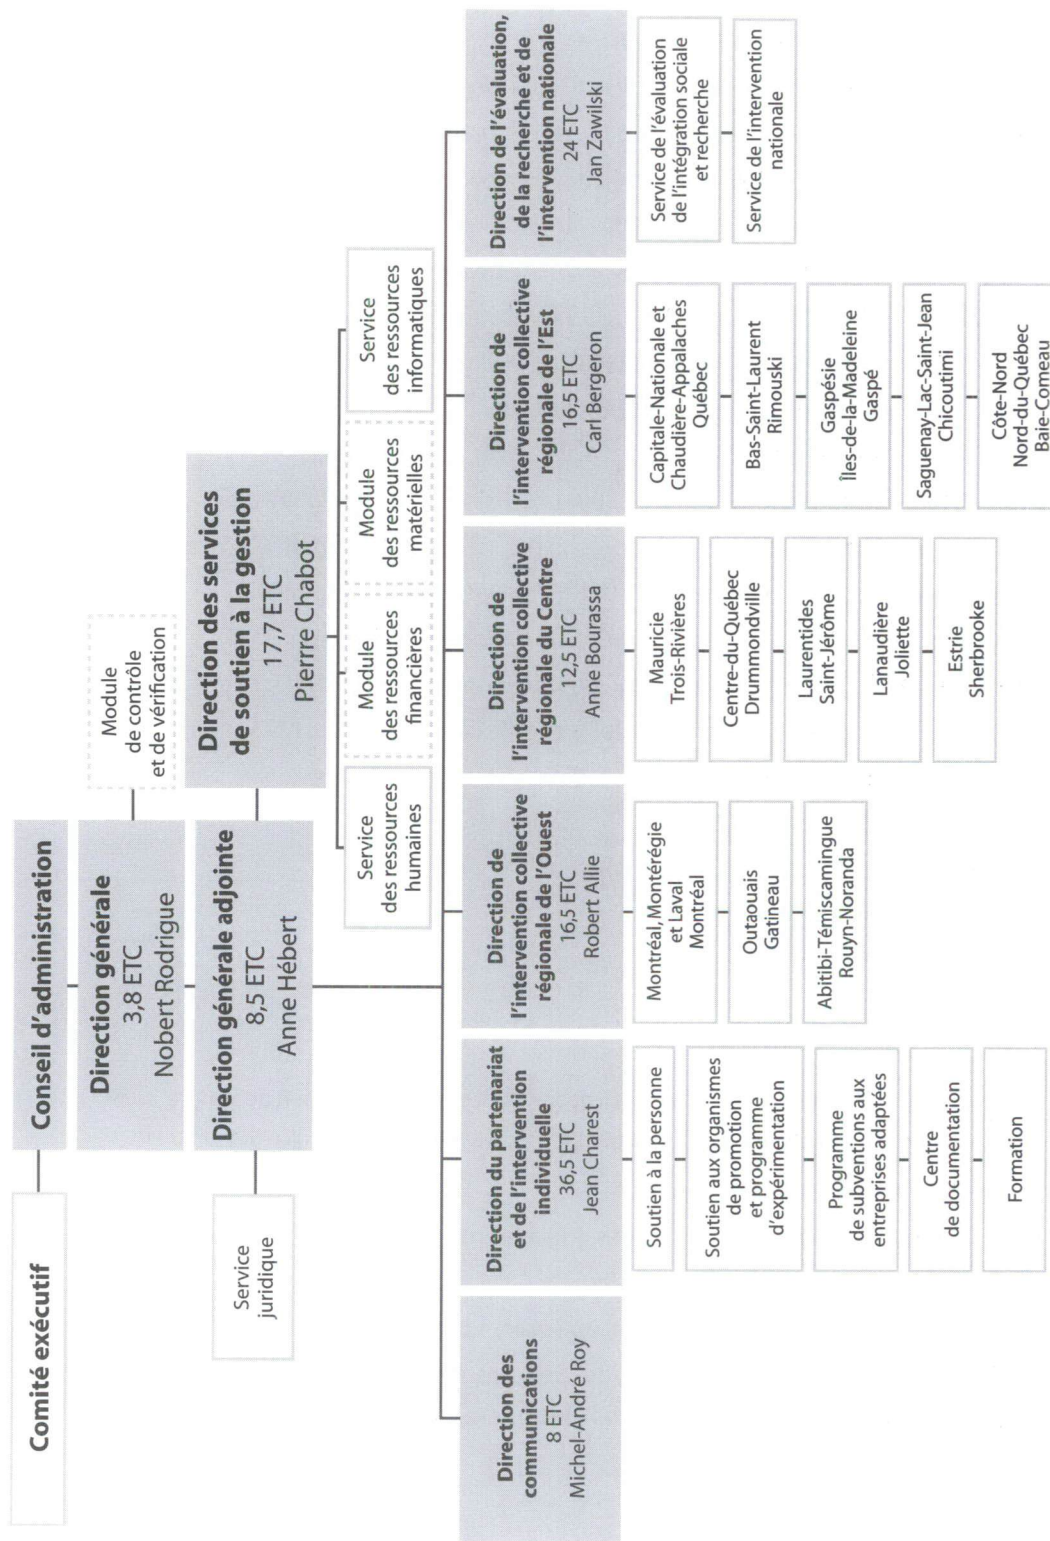 Comité exécutif
Conseil d'administration
Direction générale
3,8 ETC
Nobert Rodrigue
Module
de contrôle
et de vérification
Service
juridique
Direction générale adjointe
8,5 ETC
Anne Hébert
Direction des services
de soutien à la gestion
17,7 ETC
Pierrre Chabot
Service
des ressources
humaines
Module
des ressources
financières
Module
des ressources
matérielles
Service
des ressources
informatiques
Direction des
communications
8 ETC
Michel-André Roy
Direction du partenariat
et de l'intervention
individuelle
36,5 ETC
Jean Charest
Soutien à la personne
Soutien aux organismes
de promotion
et programme
d'expérimentation
Programme
de subventions aux
entreprises adaptées
Centre
de documentation
Formation
Direction de
l'intervention collective
régionale de l'Ouest
16,5 ETC
Robert Allie
Montréal,Montérégie
et Laval
Montréal
Outaouais
Gatineau
Abitibi-Témiscamingue
Rouyn-Noranda
Direction de
l'intervention collective
régionale du Centre
12,5 ETC
Anne Bourassa
Mauricie
Trois-Rivières
Centre-du-Québec
Drummondville
Laurentides
Saint-Jérôme
Lanaudière
Joliette
Estrie
Sherbrooke
Direction de
l'intervention collective
régionale de l'Est
16,5 ETC
Carl Bergeron
Capitale-Nationale et
Chaudière-Appalaches
Québec
Bas-Saint-Laurent
Rimouski
Gaspésie
Îles-de-la-Madeleine
Gaspé
Saguenay-Lac-Saint-Jean
Chicoutimi
Côte-Nord
Nord-du-Québec
Baie-Comeau
Direction de l'évaluation,
de la recherche et de
l'intervention nationale
24 ETC
Jan Zawilski
Service de l'évaluation
de l'intégration sociale
et recherche
Service de l'intervention
nationale